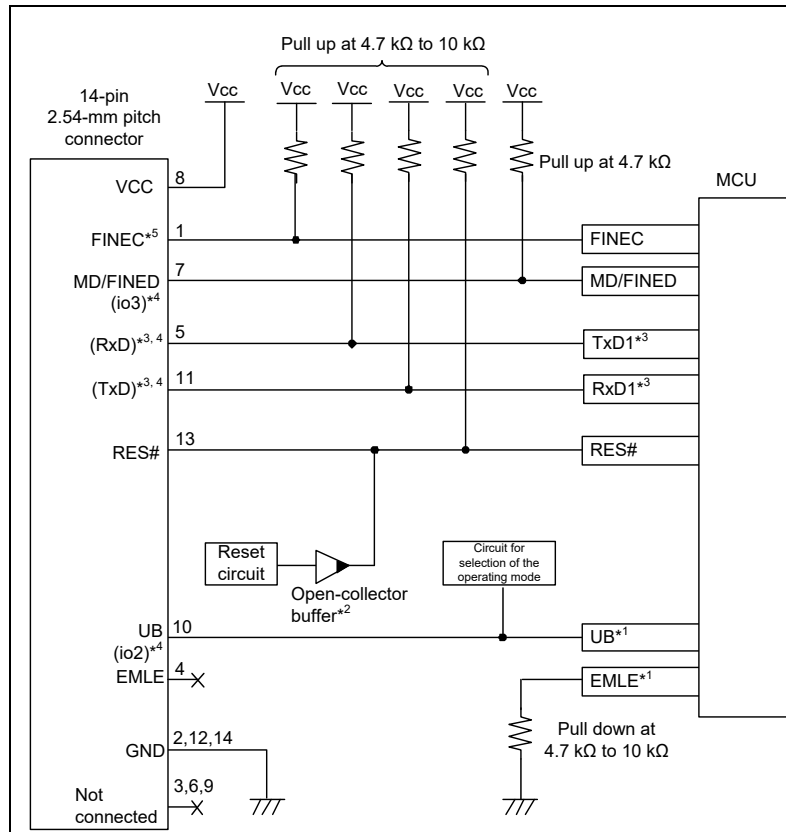 Pull up at 4.7 kΩ to 10 kΩ
14-pin
2.54-mm pitch
connector
Vcc
Vcc
Vcc
Vcc
Vcc
Vcc
Pull up at 4.7 kΩ
MCU
VCC
8
FINEC*5
1
FINEC
MD/FINED
(io3)*4
7
MD/FINED
(RxD)*3, 4
5
TxD1*3
(TxD)*3, 4
11
RxD1*3
RES#
13
RES#
Reset
circuit
Open-collector
buffer*2
Circuit for
selection of the
operating mode
UB
(io2)*4
10
UB*1
EMLE
4
EMLE*1
Pull down at
4.7 kΩ to 10 kΩ
GND
2,12,14
Not
connected
3,6,9